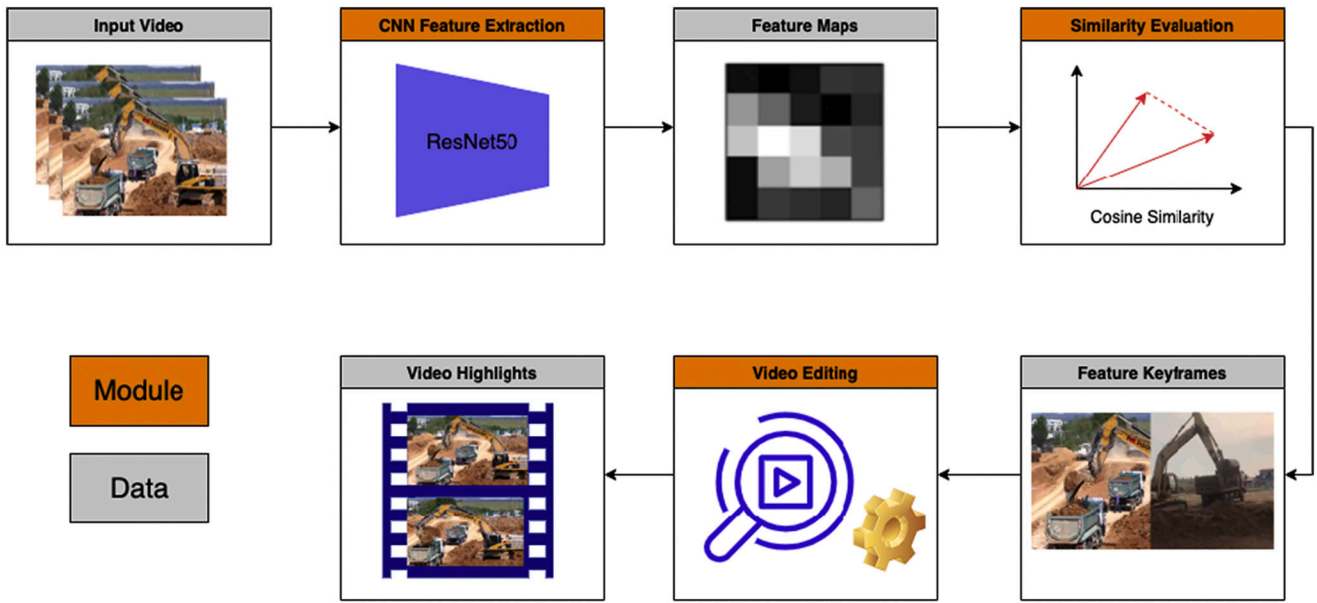 Input Video
CNN Feature Extraction
Feature Maps
Similarity Evaluation
ResNet50
Cosine Similarity
Module
Data
Video Highlights
Video Editing
Feature Keyframes